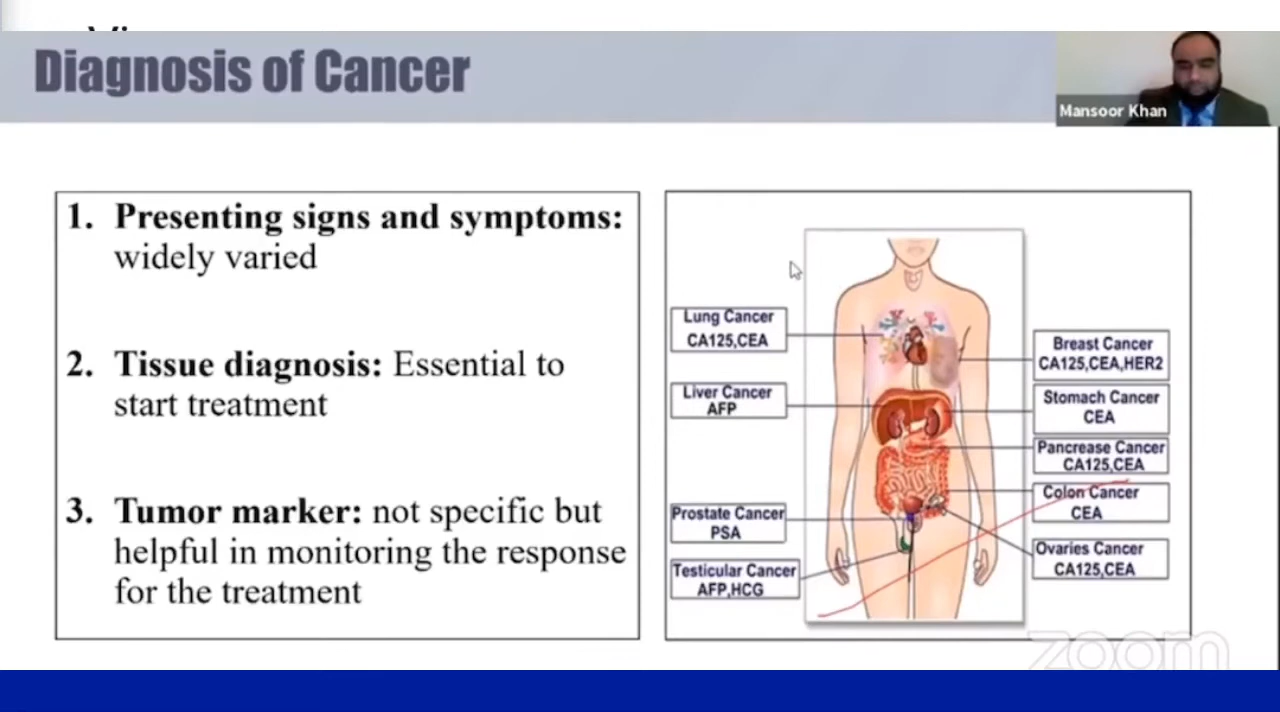 Diagnosis of Cancer
Mansoor Khan
1. Presenting signs and symptoms:
widely varied
2. Tissue diagnosis: Essential to
start treatment
3. Tumor marker: not specific but
helpful in monitoring the response
for the treatment
Lung Cancer
CA125,CEA
Liver Cancer
AFP
Prostate Cancer
PSA
Testicular Cancer
AFP,HCG
Breast Cancer
CA125,CEA,HER2
Stomach Cancer
CEA
Pancrease Cancer
CA125,CEA
Colon Cancer
CEA
Ovaries Cancer
CA125,CEA
zoom